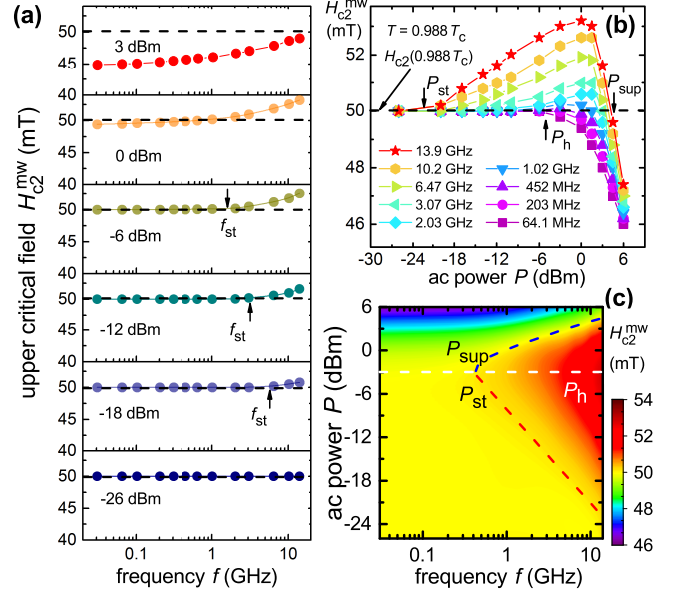 (a)
upper critical field H_c2^mw (mT)
50
45
3 dBm
40
50
45
0 dBm
40
50
f_st
45
-6 dBm
40
50
f_st
45
-12 dBm
40
50
f_st
45
-18 dBm
40
50
45
-26 dBm
40
0.1 1 10
frequency f (GHz)
H_c2^mw
(mT)
(b)
T = 0.988 T_c
H_c2(0.988 T_c)
P_st
P_sup
P_h
52
50
48
46
13.9 GHz
10.2 GHz
6.47 GHz
3.07 GHz
2.03 GHz
1.02 GHz
452 MHz
203 MHz
64.1 MHz
-30 -24 -18 -12 -6 0 6
ac power P (dBm)
(c)
ac power P (dBm)
6
0
-6
-12
-18
-24
P_sup
P_h
P_st
0.1 1 10
frequency f (GHz)
H_c2^mw
(mT)
54
52
50
48
46